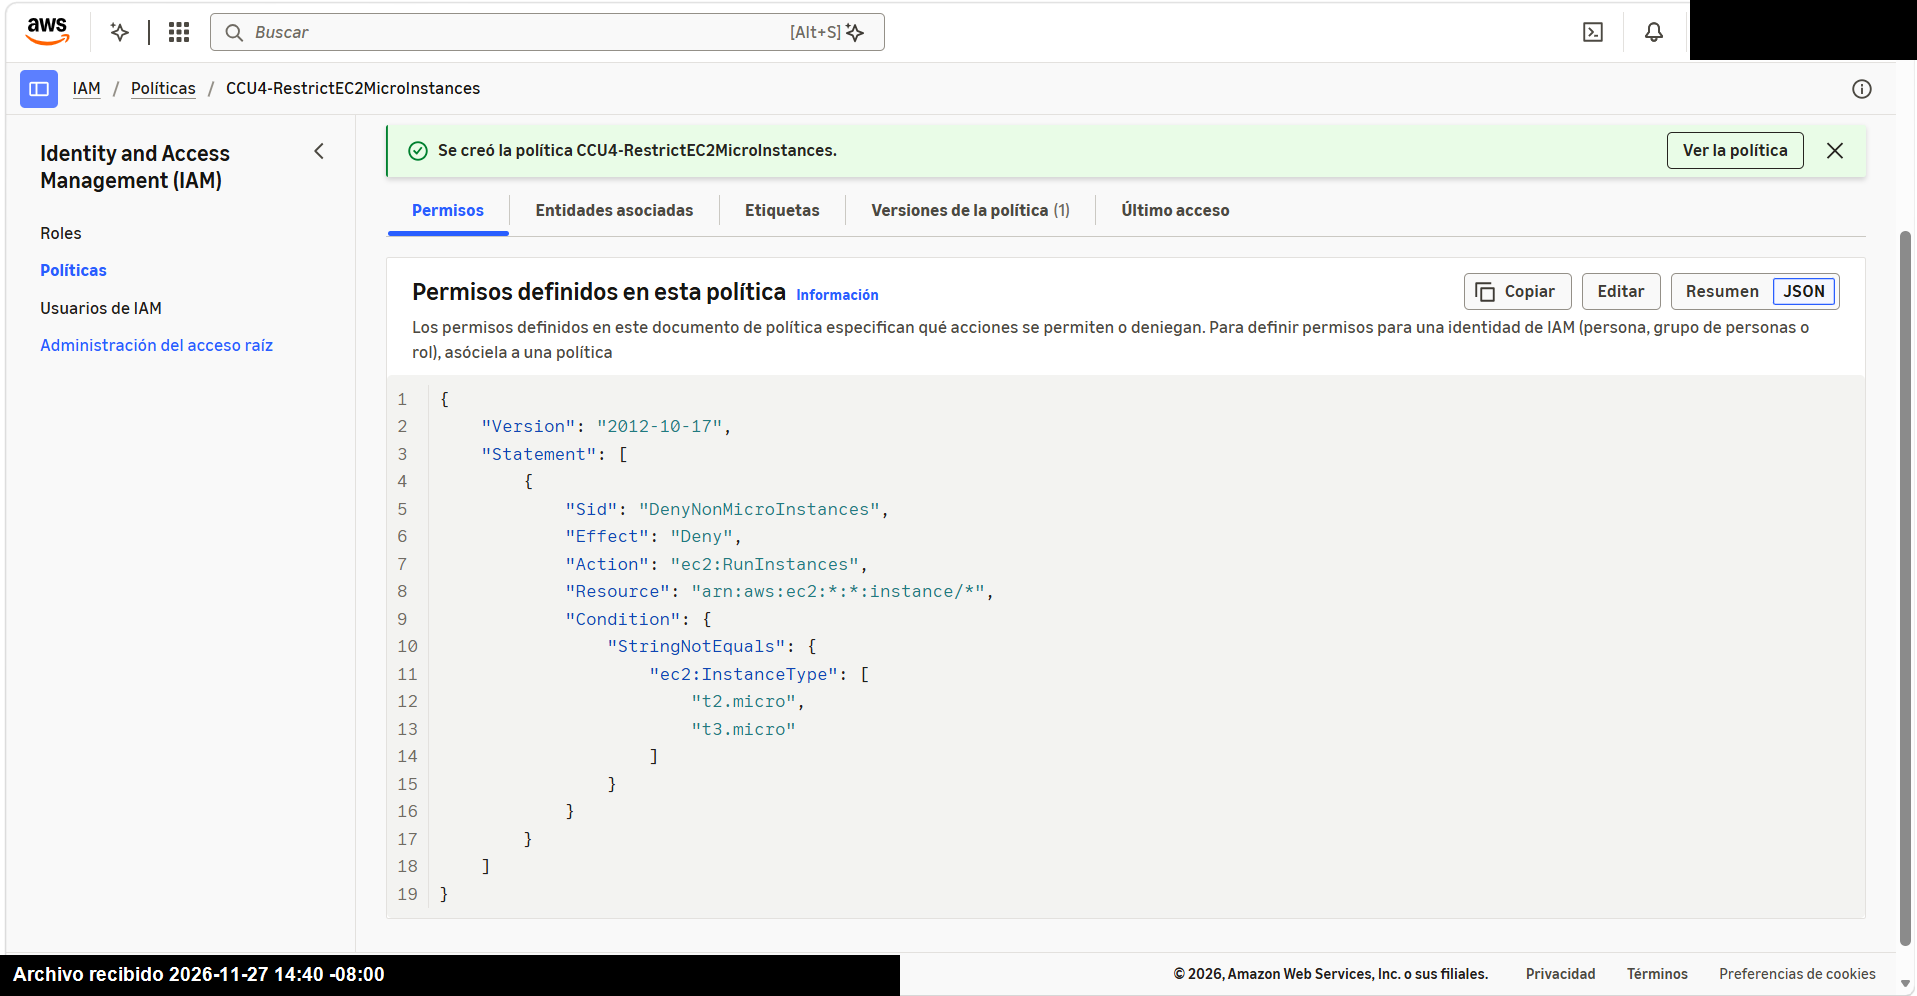 aws
Buscar [Alt+S]
IAM / Políticas / CCU4-RestrictEC2MicroInstances
Identity and Access
Management (IAM)
Roles
Políticas
Usuarios de IAM
Administración del acceso raíz
Se creó la política CCU4-RestrictEC2MicroInstances. Ver la política
Permisos Entidades asociadas Etiquetas Versiones de la política (1) Último acceso
Permisos definidos en esta política Información Copiar Editar Resumen JSON
Los permisos definidos en este documento de política especifican qué acciones se permiten o deniegan. Para definir permisos para una identidad de IAM (persona, grupo de personas o
rol), asóciela a una política
1 {
2 "Version": "2012-10-17",
3 "Statement": [
4 {
5 "Sid": "DenyNonMicroInstances",
6 "Effect": "Deny",
7 "Action": "ec2:RunInstances",
8 "Resource": "arn:aws:ec2:*:*:instance/*",
9 "Condition": {
10 "StringNotEquals": {
11 "ec2:InstanceType": [
12 "t2.micro",
13 "t3.micro"
14 ]
15 }
16 }
17 }
18 ]
19 }
Archivo recibido 2026-11-27 14:40 -08:00
© 2026, Amazon Web Services, Inc. o sus filiales. Privacidad Términos Preferencias de cookies